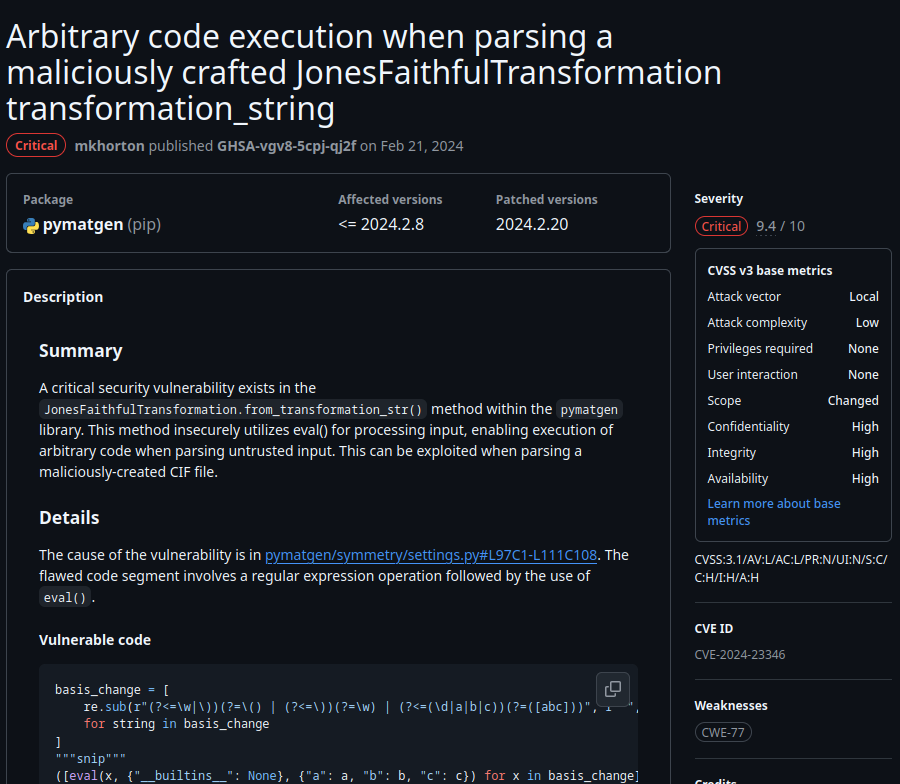 Arbitrary code execution when parsing a
maliciously crafted JonesFaithfulTransformation
transformation_string
Critical mkhorton published GHSA-vgv8-5cpj-qj2f on Feb 21, 2024
Package Affected versions Patched versions
pymatgen (pip) <= 2024.2.8 2024.2.20
Description
Summary
A critical security vulnerability exists in the
JonesFaithfulTransformation.from_transformation_str() method within the pymatgen
library. This method insecurely utilizes eval() for processing input, enabling execution of
arbitrary code when parsing untrusted input. This can be exploited when parsing a
maliciously-created CIF file.
Details
The cause of the vulnerability is in pymatgen/symmetry/settings.py#L97C1-L111C108. The
flawed code segment involves a regular expression operation followed by the use of
eval() .
Vulnerable code
basis_change = [
re.sub(r"(?<=\w|\))(?=\() | (?<=\))(?=\w) | (?<=(\d|a|b|c))(?=([abc]))",
for string in basis_change
]
"""snip"""
([eval(x, {"__builtins__": None}, {"a": a, "b": b, "c": c}) for x in basis_change]
Severity
Critical 9.4 / 10
CVSS v3 base metrics
Attack vector Local
Attack complexity Low
Privileges required None
User interaction None
Scope Changed
Confidentiality High
Integrity High
Availability High
Learn more about base
metrics
CVSS:3.1/AV:L/AC:L/PR:N/UI:N/S:C/
C:H/I:H/A:H
CVE ID
CVE-2024-23346
Weaknesses
CWE-77
Credits